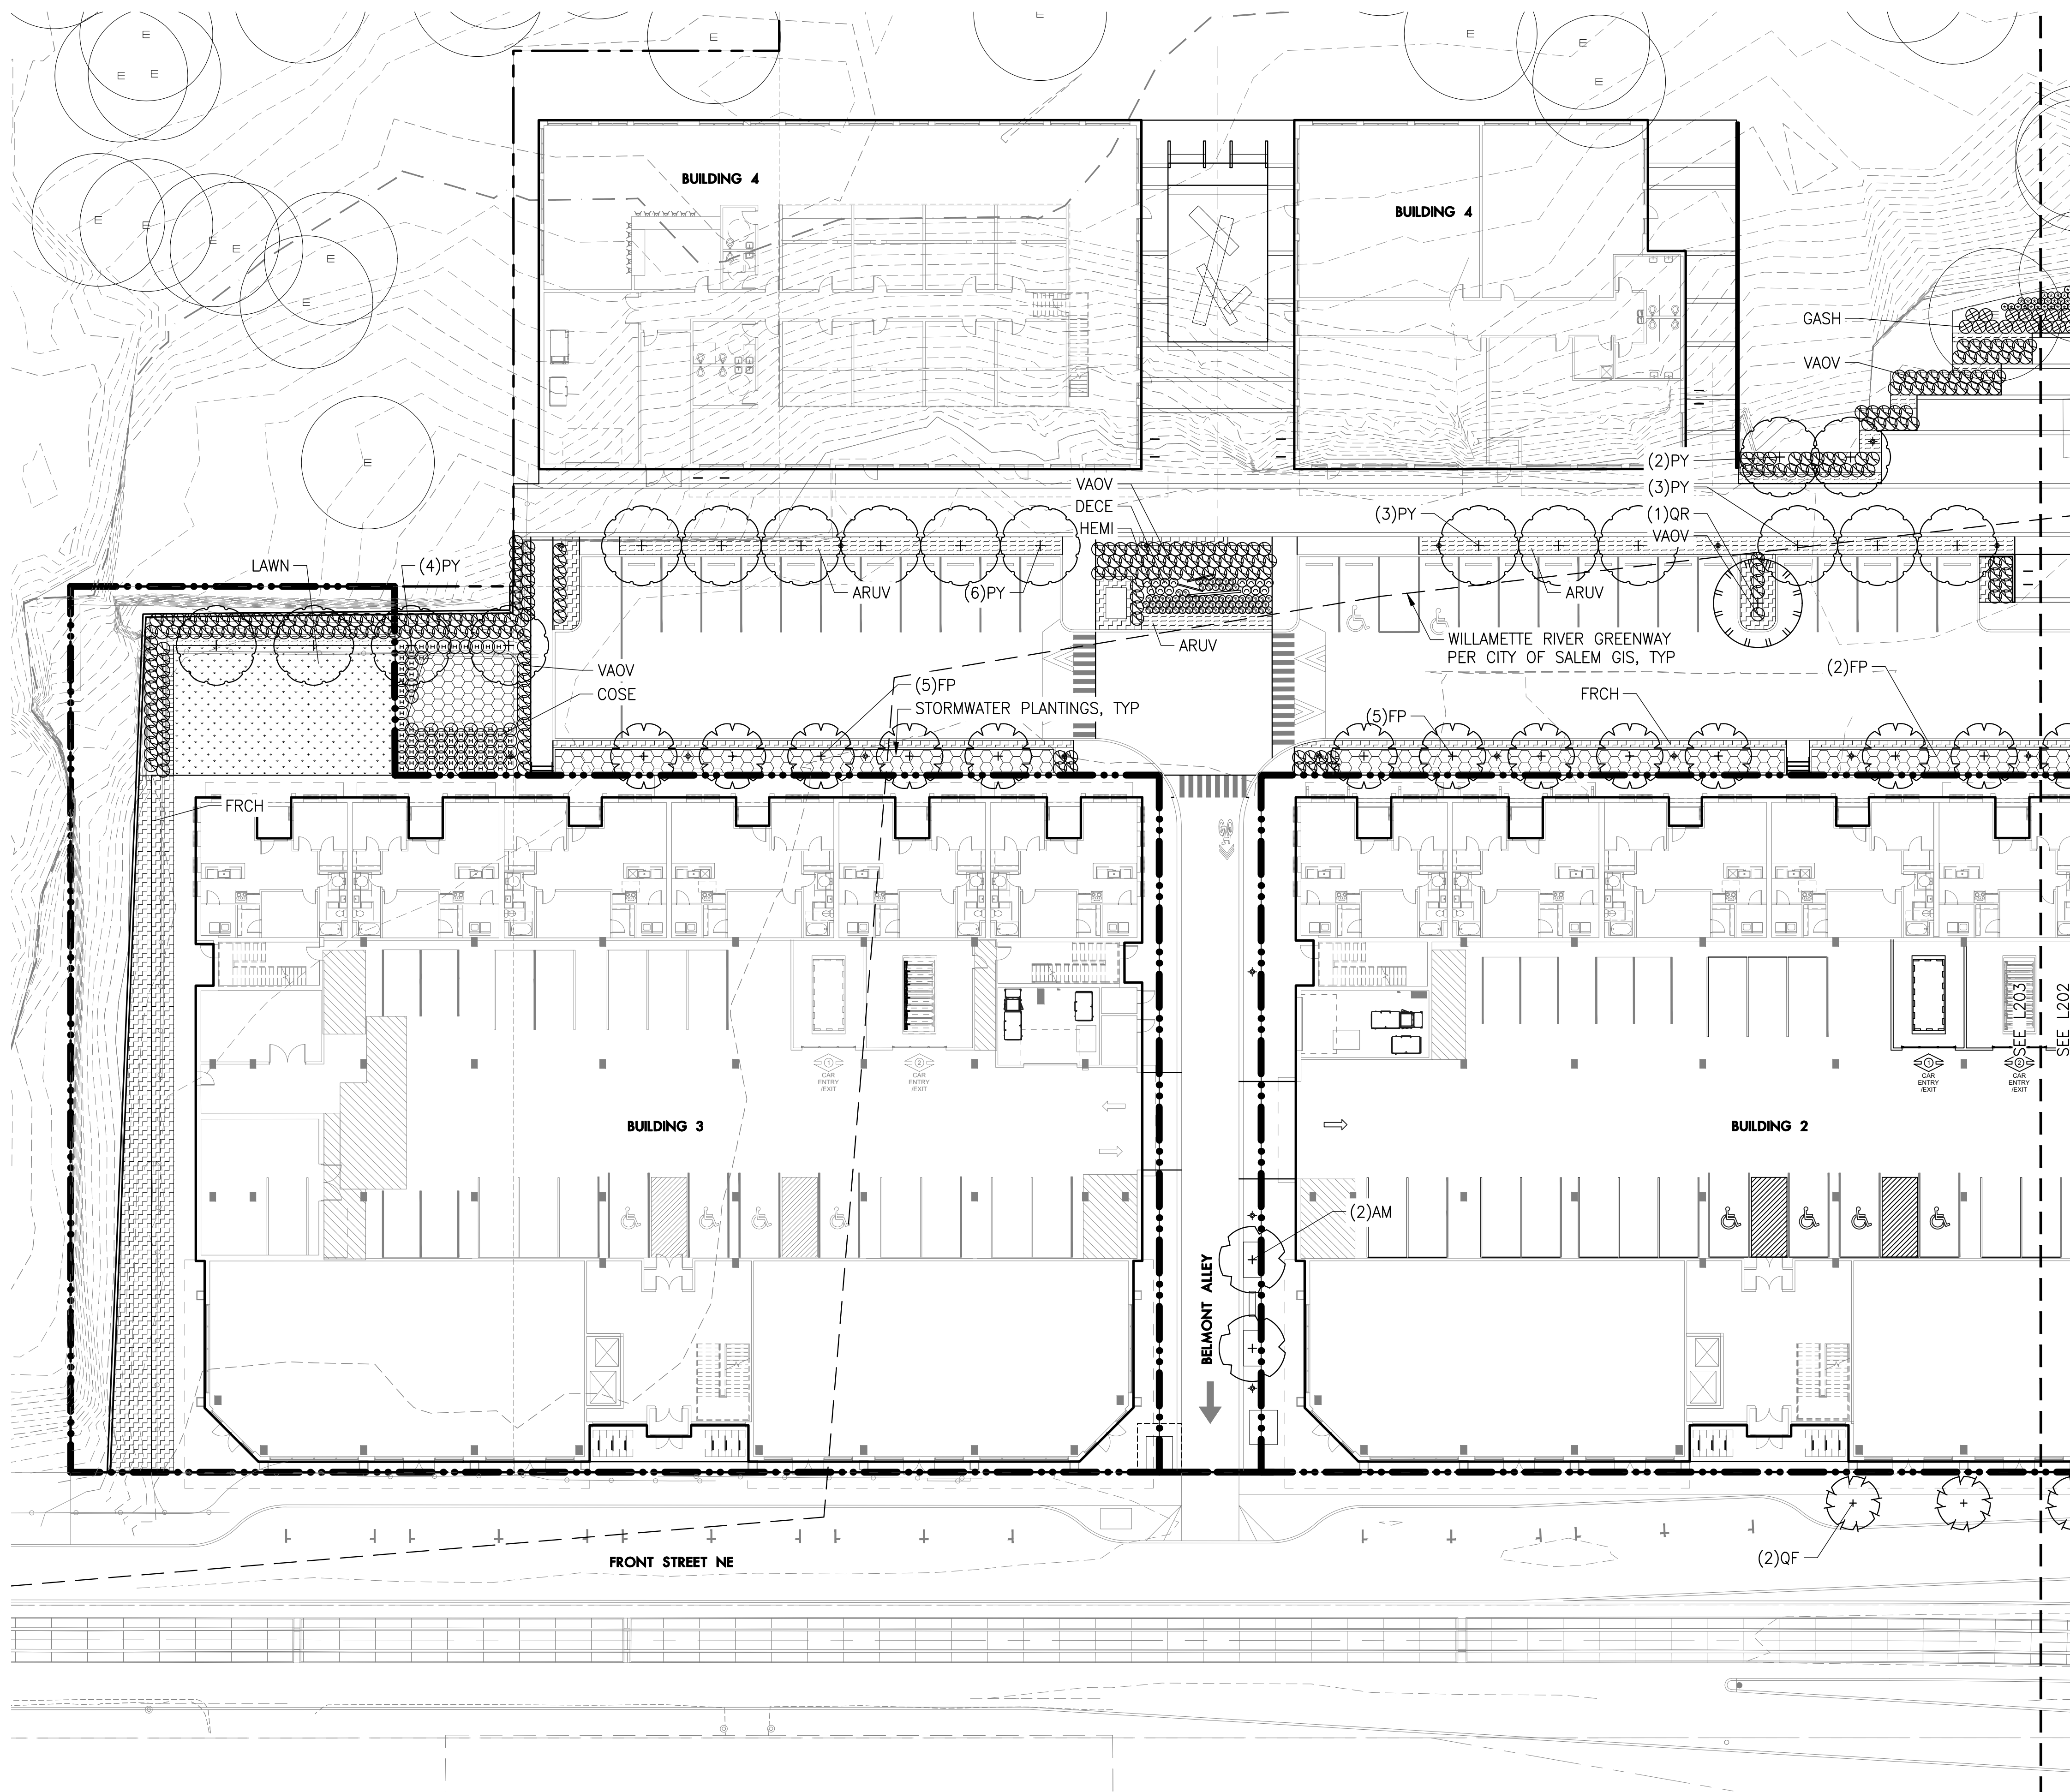 E
E
E
E
E
E
E
E
E
BUILDING 4
BUILDING 4
E
E
E
E
E
E
E
GASH
VAOV
E
(2)PY
VAOV
(3)PY
DECE
(3)PY
(1)QR
HEMI
VAOV
LAWN
(4)PY
ARUV
(6)PY
ARUV
WILLAMETTE RIVER GREENWAY
PER CITY OF SALEM GIS, TYP
ARUV
VAOV
(2)FP
COSE
(5)FP
FRCH
STORMWATER PLANTINGS, TYP
(5)FP
FRCH
SEE L203
SEE L202
1
CAR
ENTRY
/EXIT
2
CAR
ENTRY
/EXIT
1
CAR
ENTRY
/EXIT
2
CAR
ENTRY
/EXIT
BUILDING 3
BUILDING 2
(2)AM
BELMONT ALLEY
FRONT STREET NE
(2)QF